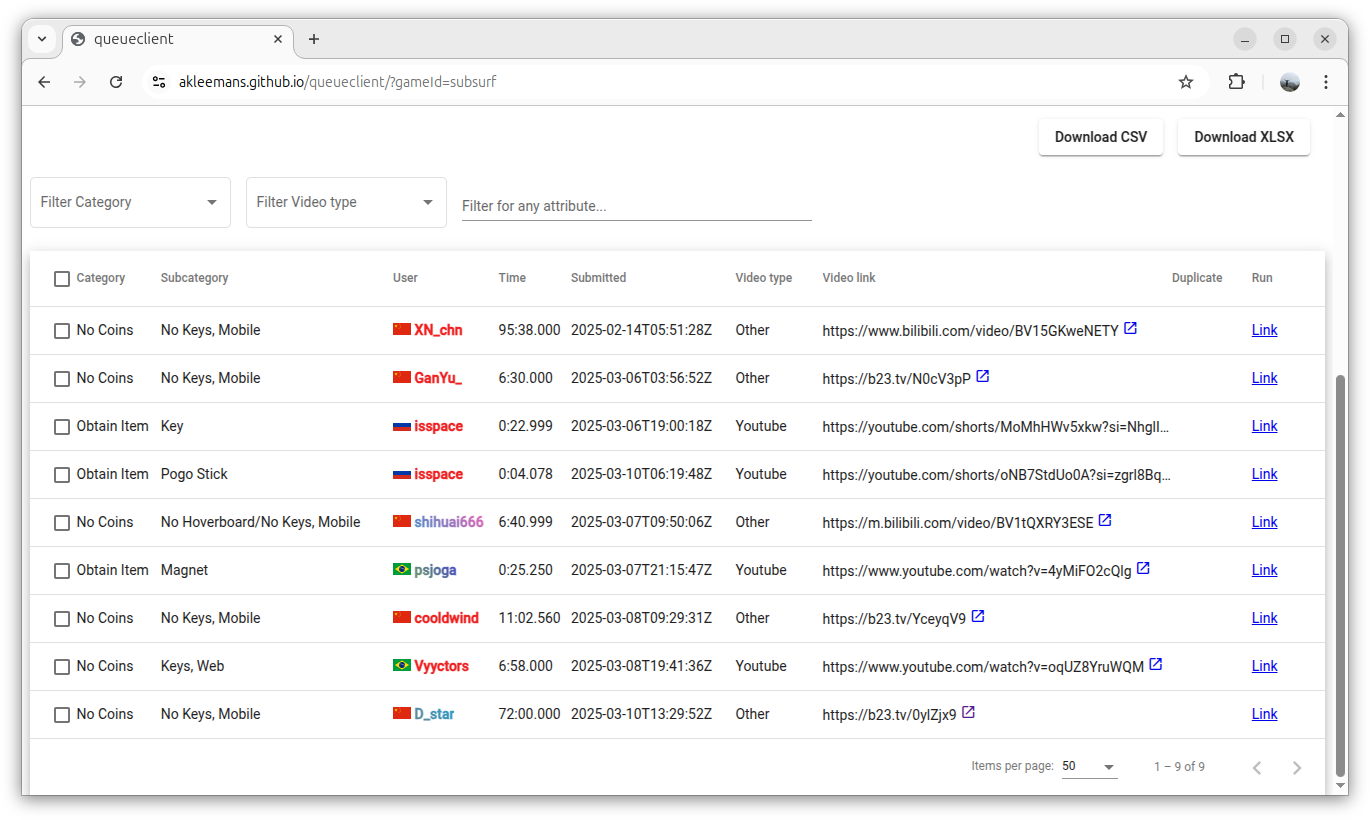 queueclient
akleemans.github.io/queueclient/?gameId=subsurf
Download CSV Download XLSX
Filter Category Filter Video type Filter for any attribute...
Category Subcategory User Time Submitted Video type Video link Duplicate Run
No Coins No Keys, Mobile XN_chn 95:38.000 2025-02-14T05:51:28Z Other https://www.bilibili.com/video/BV15GKweNETY Link
No Coins No Keys, Mobile GanYu_ 6:30.000 2025-03-06T03:56:52Z Other https://b23.tv/N0cV3pP Link
Obtain Item Key isspace 0:22.999 2025-03-06T19:00:18Z Youtube https://youtube.com/shorts/MoMhHWv5xkw?si=NhglI... Link
Obtain Item Pogo Stick isspace 0:04.078 2025-03-10T06:19:48Z Youtube https://youtube.com/shorts/oNB7StdUo0A?si=zgrI8Bq... Link
No Coins No Hoverboard/No Keys, Mobile shihuai666 6:40.999 2025-03-07T09:50:06Z Other https://m.bilibili.com/video/BV1tQXRY3ESE Link
Obtain Item Magnet psjoga 0:25.250 2025-03-07T21:15:47Z Youtube https://www.youtube.com/watch?v=4yMiFO2cQIg Link
No Coins No Keys, Mobile cooldwind 11:02.560 2025-03-08T09:29:31Z Other https://b23.tv/YceyqV9 Link
No Coins Keys, Web Vyyctors 6:58.000 2025-03-08T19:41:36Z Youtube https://www.youtube.com/watch?v=oqUZ8YruWQM Link
No Coins No Keys, Mobile D_star 72:00.000 2025-03-10T13:29:52Z Other https://b23.tv/0ylZjx9 Link
Items per page: 50 1 – 9 of 9